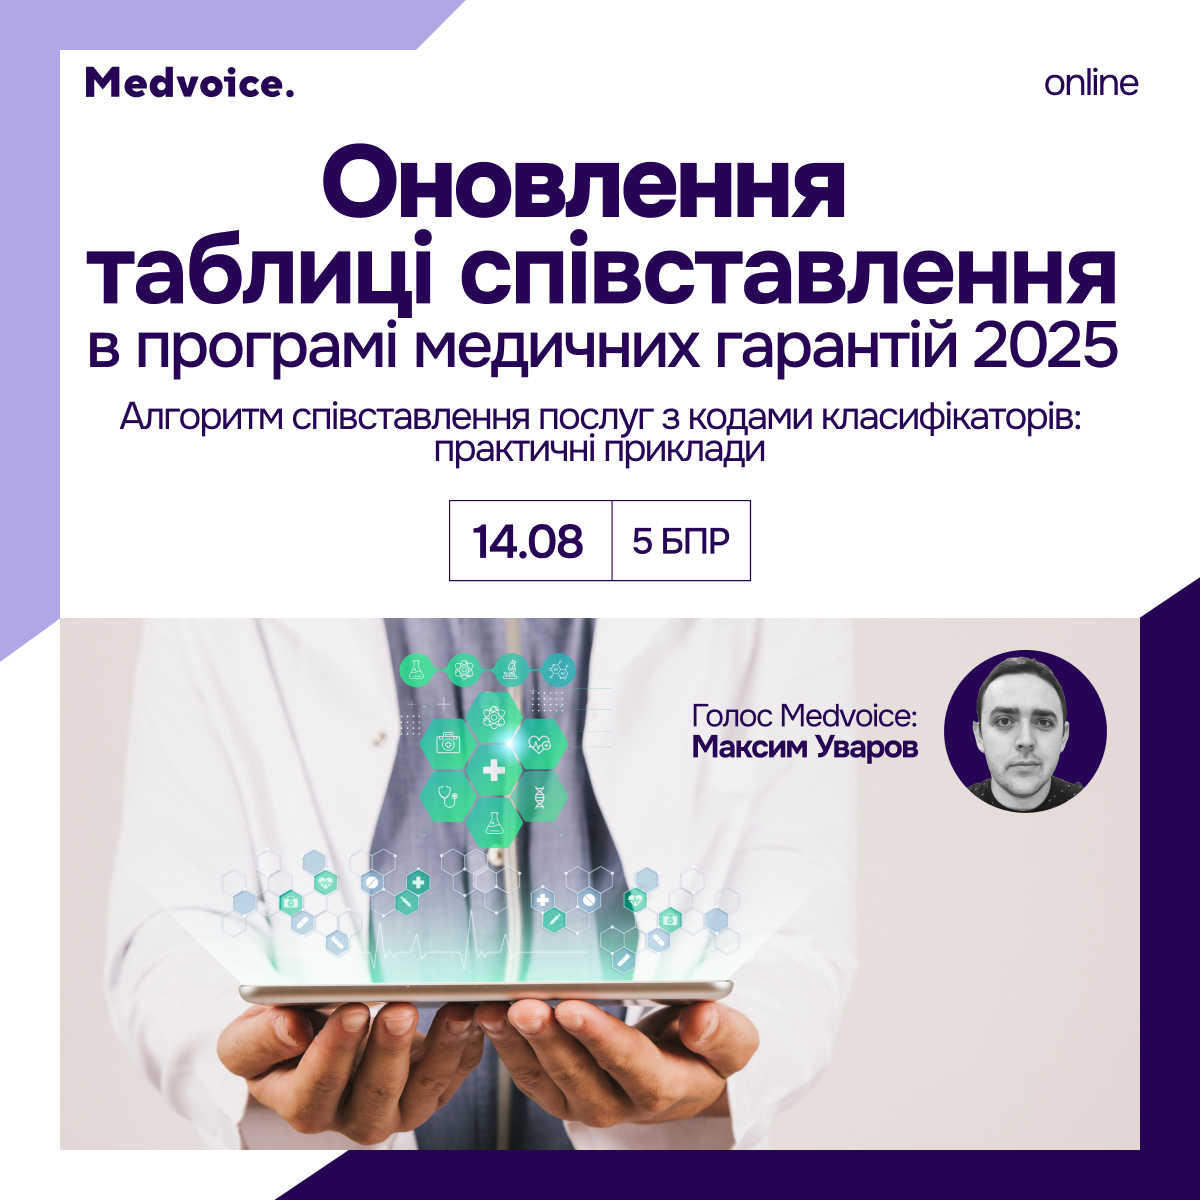 Medvoice.
online
Оновлення
таблиці співставлення
в програмі медичних гарантій 2025
Алгоритм співставлення послуг з кодами класифікаторів:
практичні приклади
14.08
5 БПР
Голос Medvoice:
Максим Уваров